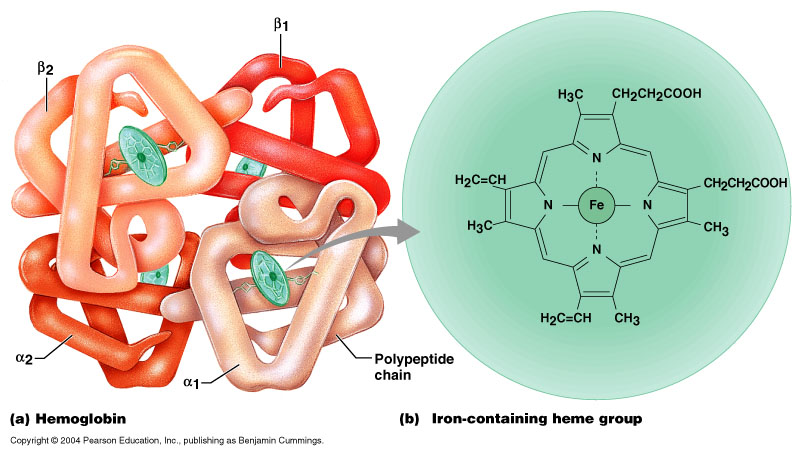 β1
β2
α2
α1
Polypeptide
chain
(a) Hemoglobin
H3C
CH2CH2COOH
N
H2C=CH
CH2CH2COOH
N
Fe
N
H3C
CH3
N
H2C=CH
CH3
(b) Iron-containing heme group
Copyright © 2004 Pearson Education, Inc., publishing as Benjamin Cummings.